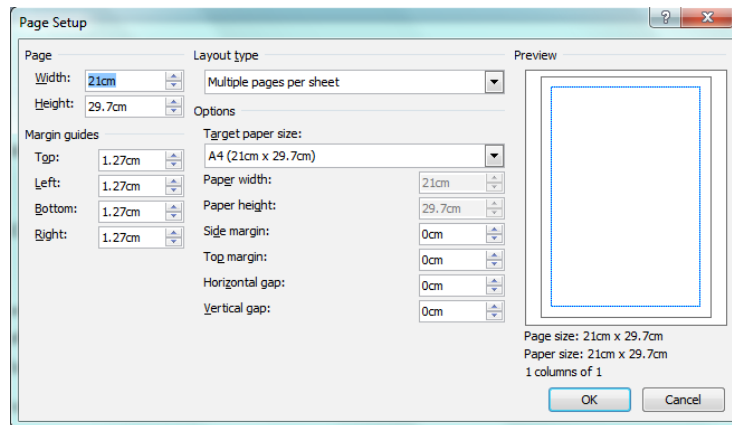 Page Setup
Page
Width: 21cm
Height: 29.7cm
Margin guides
Top: 1.27cm
Left: 1.27cm
Bottom: 1.27cm
Right: 1.27cm
Layout type
Multiple pages per sheet
Options
Target paper size:
A4 (21cm x 29.7cm)
Paper width: 21cm
Paper height: 29.7cm
Side margin: 0cm
Top margin: 0cm
Horizontal gap: 0cm
Vertical gap: 0cm
Preview
Page size: 21cm x 29.7cm
Paper size: 21cm x 29.7cm
1 columns of 1
OK
Cancel